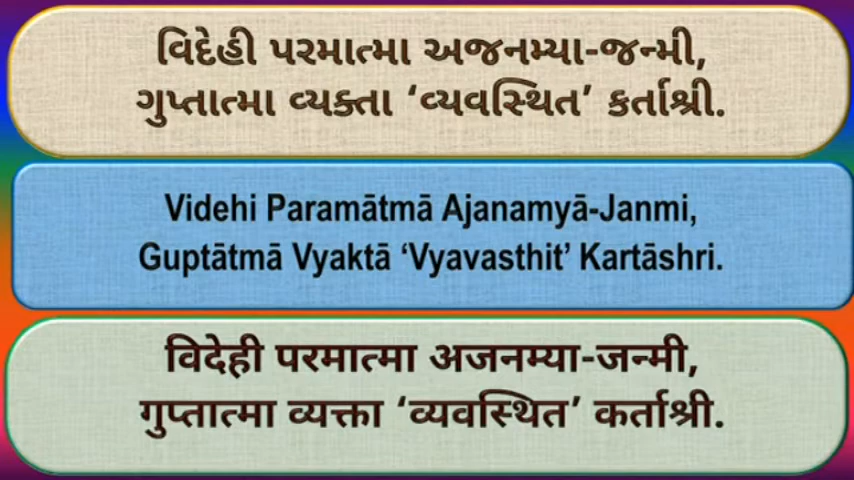 વિદેહી પરમાત્મા અજનમ્યા-જન્મી,
ગુપ્તાત્મા વ્યક્તા ‘વ્યવસ્થિત’ કર્તાશ્રી.
Videhi Paramātmā Ajanamyā-Janmi,
Guptātmā Vyaktā ‘Vyavasthit’ Kartāshri.
विदेही परमात्मा अजनम्या-जन्मी,
गुप्तात्मा व्यक्ता ‘व्यवस्थित’ कर्ताश्री.